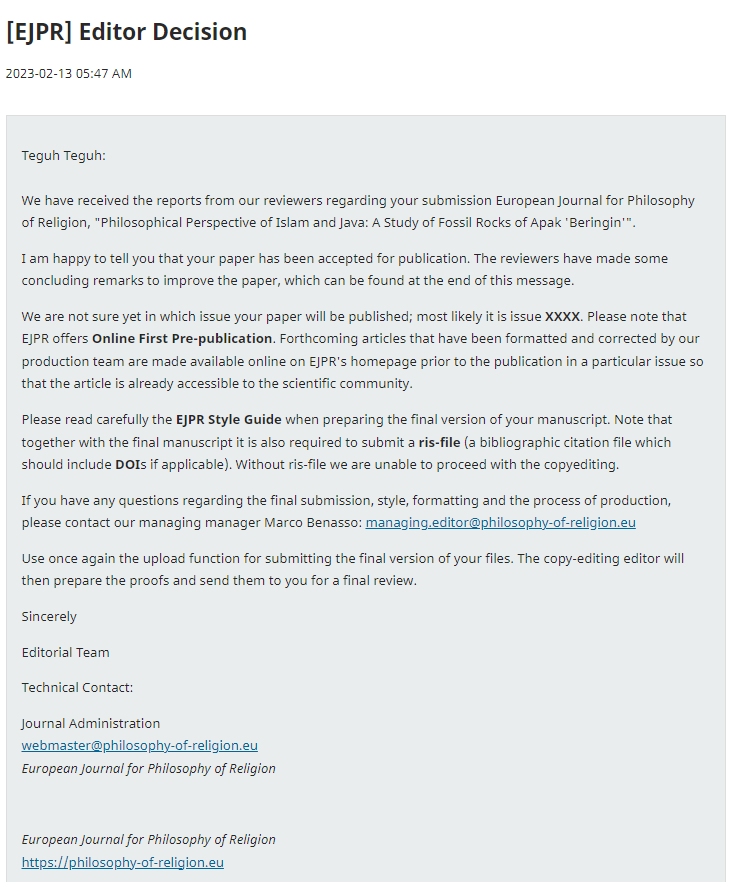 [EJPR] Editor Decision
2023-02-13 05:47 AM
Teguh Teguh:
We have received the reports from our reviewers regarding your submission European Journal for Philosophy
of Religion, "Philosophical Perspective of Islam and Java: A Study of Fossil Rocks of Apak 'Beringin'".
I am happy to tell you that your paper has been accepted for publication. The reviewers have made some
concluding remarks to improve the paper, which can be found at the end of this message.
We are not sure yet in which issue your paper will be published; most likely it is issue XXXX. Please note that
EJPR offers Online First Pre-publication. Forthcoming articles that have been formatted and corrected by our
production team are made available online on EJPR's homepage prior to the publication in a particular issue so
that the article is already accessible to the scientific community.
Please read carefully the EJPR Style Guide when preparing the final version of your manuscript. Note that
together with the final manuscript it is also required to submit a ris-file (a bibliographic citation file which
should include DOIs if applicable). Without ris-file we are unable to proceed with the copyediting.
If you have any questions regarding the final submission, style, formatting and the process of production,
please contact our managing manager Marco Benasso: managing.editor@philosophy-of-religion.eu
Use once again the upload function for submitting the final version of your files. The copy-editing editor will
then prepare the proofs and send them to you for a final review.
Sincerely
Editorial Team
Technical Contact:
Journal Administration
webmaster@philosophy-of-religion.eu
European Journal for Philosophy of Religion
European Journal for Philosophy of Religion
https://philosophy-of-religion.eu